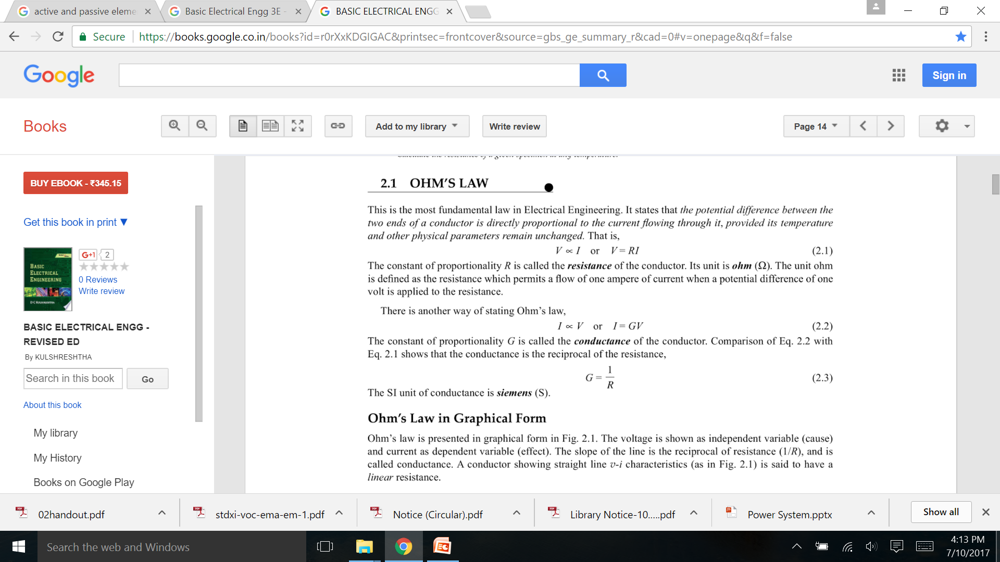 active and passive eleme
Basic Electrical Engg 3E -
BASIC ELECTRICAL ENGG
Secure
https://books.google.co.in/books?id=r0rXxKDGIGAC&printsec=frontcover&source=gbs_ge_summary_r&cad=0#v=onepage&q&f=false
Google
Sign in
Books
Add to my library
Write review
Page 14
Calculate the resistance of a given specimen at any temperature.
BUY EBOOK - ₹345.15
Get this book in print ▼
BASIC
ELECTRICAL
ENGINEERING
D C KULSHRESHTHA
G+1 2
0 Reviews
Write review
BASIC ELECTRICAL ENGG -
REVISED ED
By KULSHRESHTHA
Search in this book
Go
About this book
My library
My History
Books on Google Play
2.1 OHM'S LAW
This is the most fundamental law in Electrical Engineering. It states that the potential difference between the
two ends of a conductor is directly proportional to the current flowing through it, provided its temperature
and other physical parameters remain unchanged. That is,
V ∝ I or V = RI (2.1)
The constant of proportionality R is called the resistance of the conductor. Its unit is ohm (Ω). The unit ohm
is defined as the resistance which permits a flow of one ampere of current when a potential difference of one
volt is applied to the resistance.
There is another way of stating Ohm's law,
I ∝ V or I = GV (2.2)
The constant of proportionality G is called the conductance of the conductor. Comparison of Eq. 2.2 with
Eq. 2.1 shows that the conductance is the reciprocal of the resistance,
G = 1/R (2.3)
The SI unit of conductance is siemens (S).
Ohm's Law in Graphical Form
Ohm's law is presented in graphical form in Fig. 2.1. The voltage is shown as independent variable (cause)
and current as dependent variable (effect). The slope of the line is the reciprocal of resistance (1/R), and is
called conductance. A conductor showing straight line v-i characteristics (as in Fig. 2.1) is said to have a
linear resistance.
02handout.pdf
stdxi-voc-ema-em-1.pdf
Notice (Circular).pdf
Library Notice-10.....pdf
Power System.pptx
Show all
Search the web and Windows
4:13 PM
7/10/2017